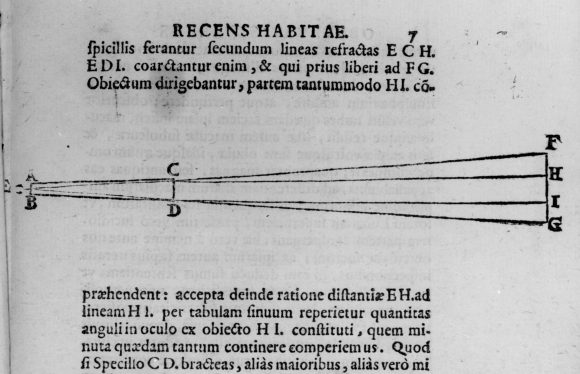 RECENS HABITAE. 7
ſpicillis ferantur ſecundum lineas refractas E C H.
E D I. coarctantur enim, & qui prius liberi ad F G.
Obiectum dirigebantur, partem tantummodo H I. cõ-
F
C
H
A
E
B
D
I
G
præhendent: accepta deinde ratione diſtantiæ E H. ad
lineam H I. per tabulam ſinuum reperietur quantitas
anguli in oculo ex obiecto H I. conſtituti, quem mi-
nuta quædam tantum continere comperiemus. Quod
ſi Specillo C D. bracteas, aliàs maioribus, aliàs verò mi